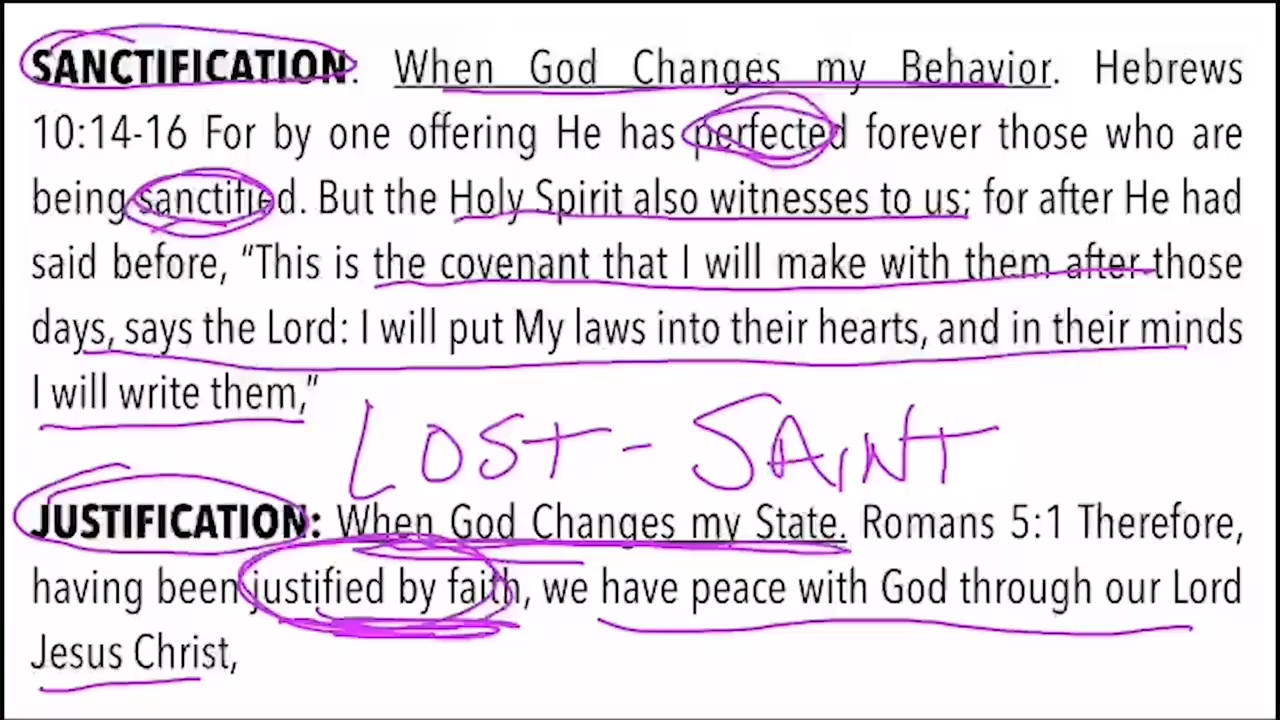 SANCTIFICATION. When God Changes my Behavior. Hebrews
10:14-16 For by one offering He has perfected forever those who are
being sanctified. But the Holy Spirit also witnesses to us; for after He had
said before, “This is the covenant that I will make with them after those
days, says the Lord: I will put My laws into their hearts, and in their minds
I will write them,”
LOST - SAINT
JUSTIFICATION: When God Changes my State. Romans 5:1 Therefore,
having been justified by faith, we have peace with God through our Lord
Jesus Christ,